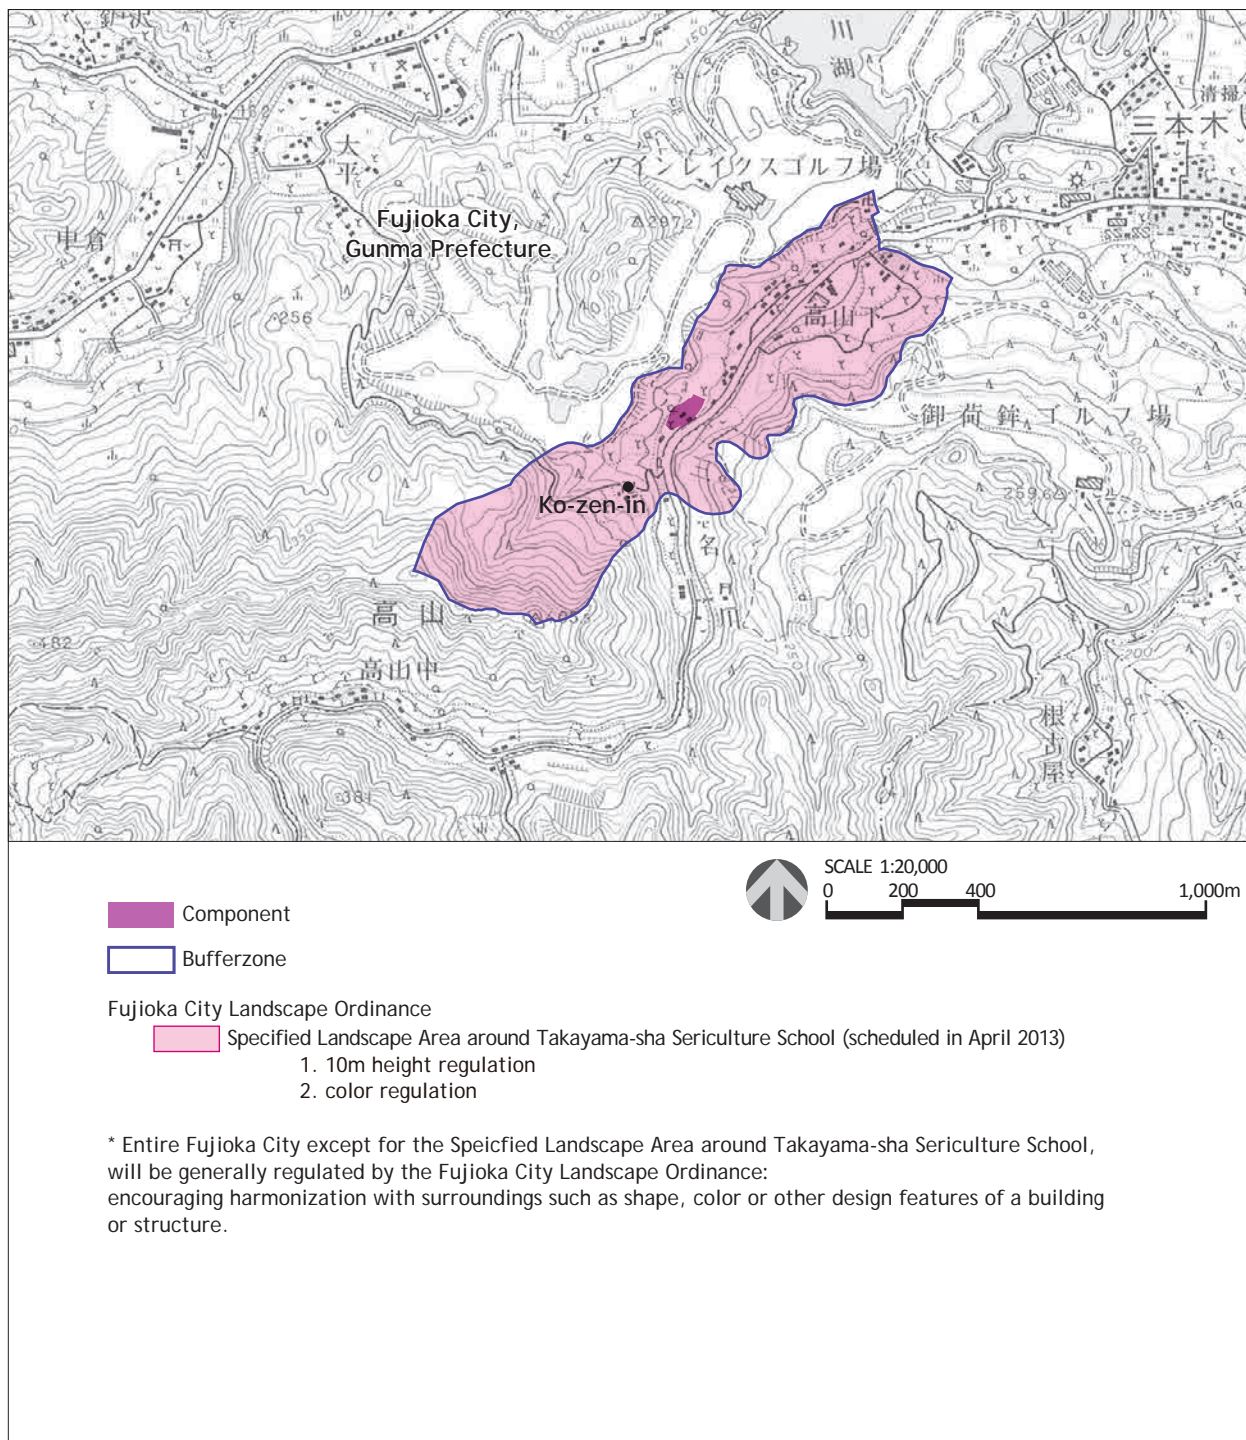 川
湖
150
清掃
三本木
162
大平
ツインレイクスゴルフ場
Fujioka City,
Gunma Prefecture
297.2
161
中倉
256
高山下
御荷鉾ゴルフ場
200
Ko-zen-in
259.6
名
高山
482
250
高山中
200
根古屋
381
SCALE 1:20,000
0 200 400 1,000m
Component
Bufferzone
Fujioka City Landscape Ordinance
Specified Landscape Area around Takayama-sha Sericulture School (scheduled in April 2013)
1. 10m height regulation
2. color regulation
* Entire Fujioka City except for the Speicfied Landscape Area around Takayama-sha Sericulture School,
will be generally regulated by the Fujioka City Landscape Ordinance:
encouraging harmonization with surroundings such as shape, color or other design features of a building
or structure.